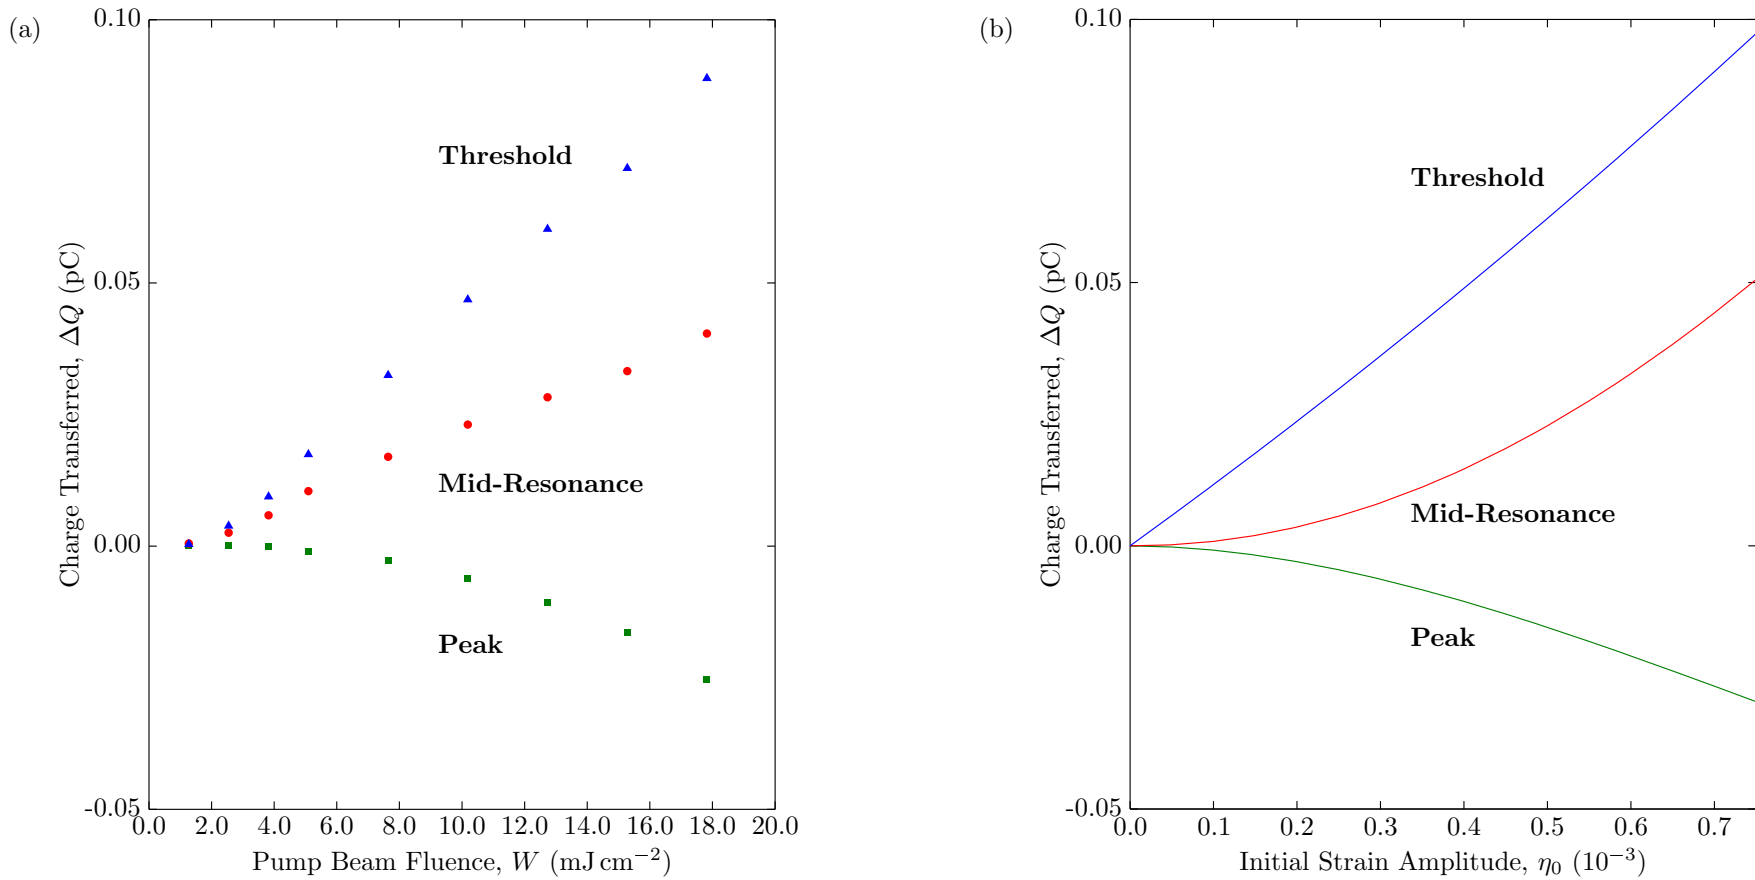 (a)
0.10
0.05
0.00
-0.05
Charge Transferred, ΔQ (pC)
Threshold
Mid-Resonance
Peak
0.0 2.0 4.0 6.0 8.0 10.0 12.0 14.0 16.0 18.0 20.0
Pump Beam Fluence, W (mJ cm⁻²)
(b)
0.10
0.05
0.00
-0.05
Charge Transferred, ΔQ (pC)
Threshold
Mid-Resonance
Peak
0.0 0.1 0.2 0.3 0.4 0.5 0.6 0.7
Initial Strain Amplitude, η₀ (10⁻³)